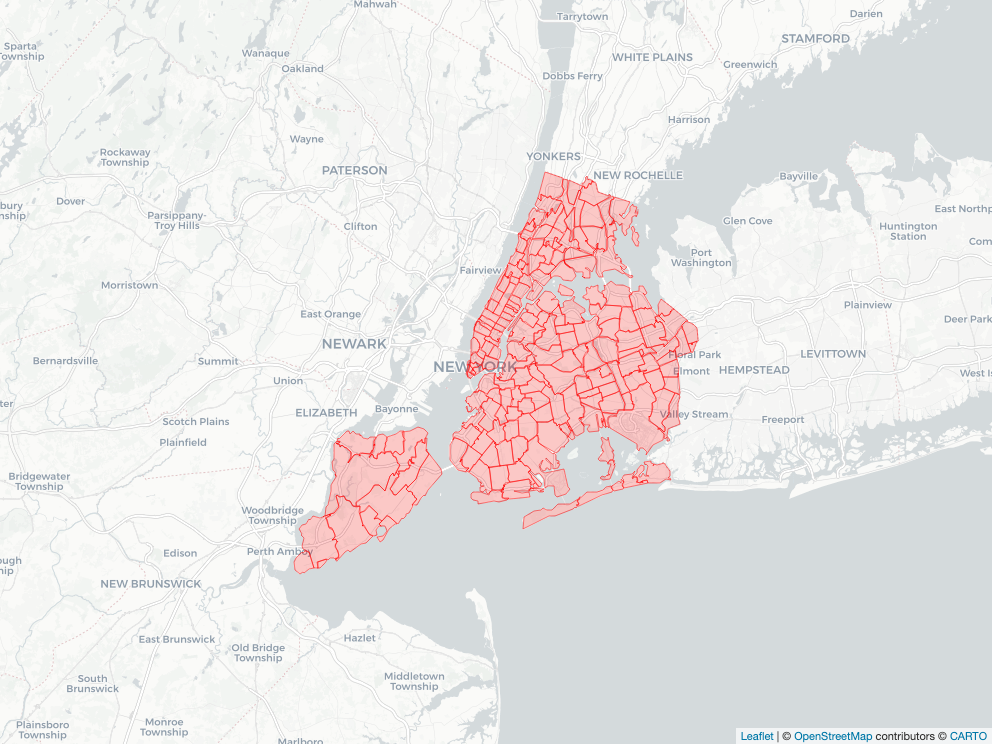 Mahwah
Tarrytown
Darien
Sparta
Township
STAMFORD
Wanaque
WHITE PLAINS
Oakland
Greenwich
Dobbs Ferry
Harrison
Wayne
Rockaway
Township
YONKERS
PATERSON
NEW ROCHELLE
Bayville
Dover
bury
nship
Parsippany-
Troy Hills
Clifton
Glen Cove
East Northp
Huntington
Station
Com
Port
Washington
Fairview
Morristown
Plainview
East Orange
Deer Park
NEWARK
Floral Park
LEVITTOWN
Bernardsville
Summit
NEW YORK
Elmont
HEMPSTEAD
West Is
Union
ter
ELIZABETH
Bayonne
Valley Stream
Freeport
Scotch Plains
Plainfield
Bridgewater
Township
Woodbridge
Township
Edison
Perth Amboy
ough
nip
NEW BRUNSWICK
East Brunswick
Hazlet
Old Bridge
Township
South
Brunswick
Middletown
Township
Plainsboro
Township
Monroe
Township
Marlboro
Leaflet | © OpenStreetMap contributors © CARTO